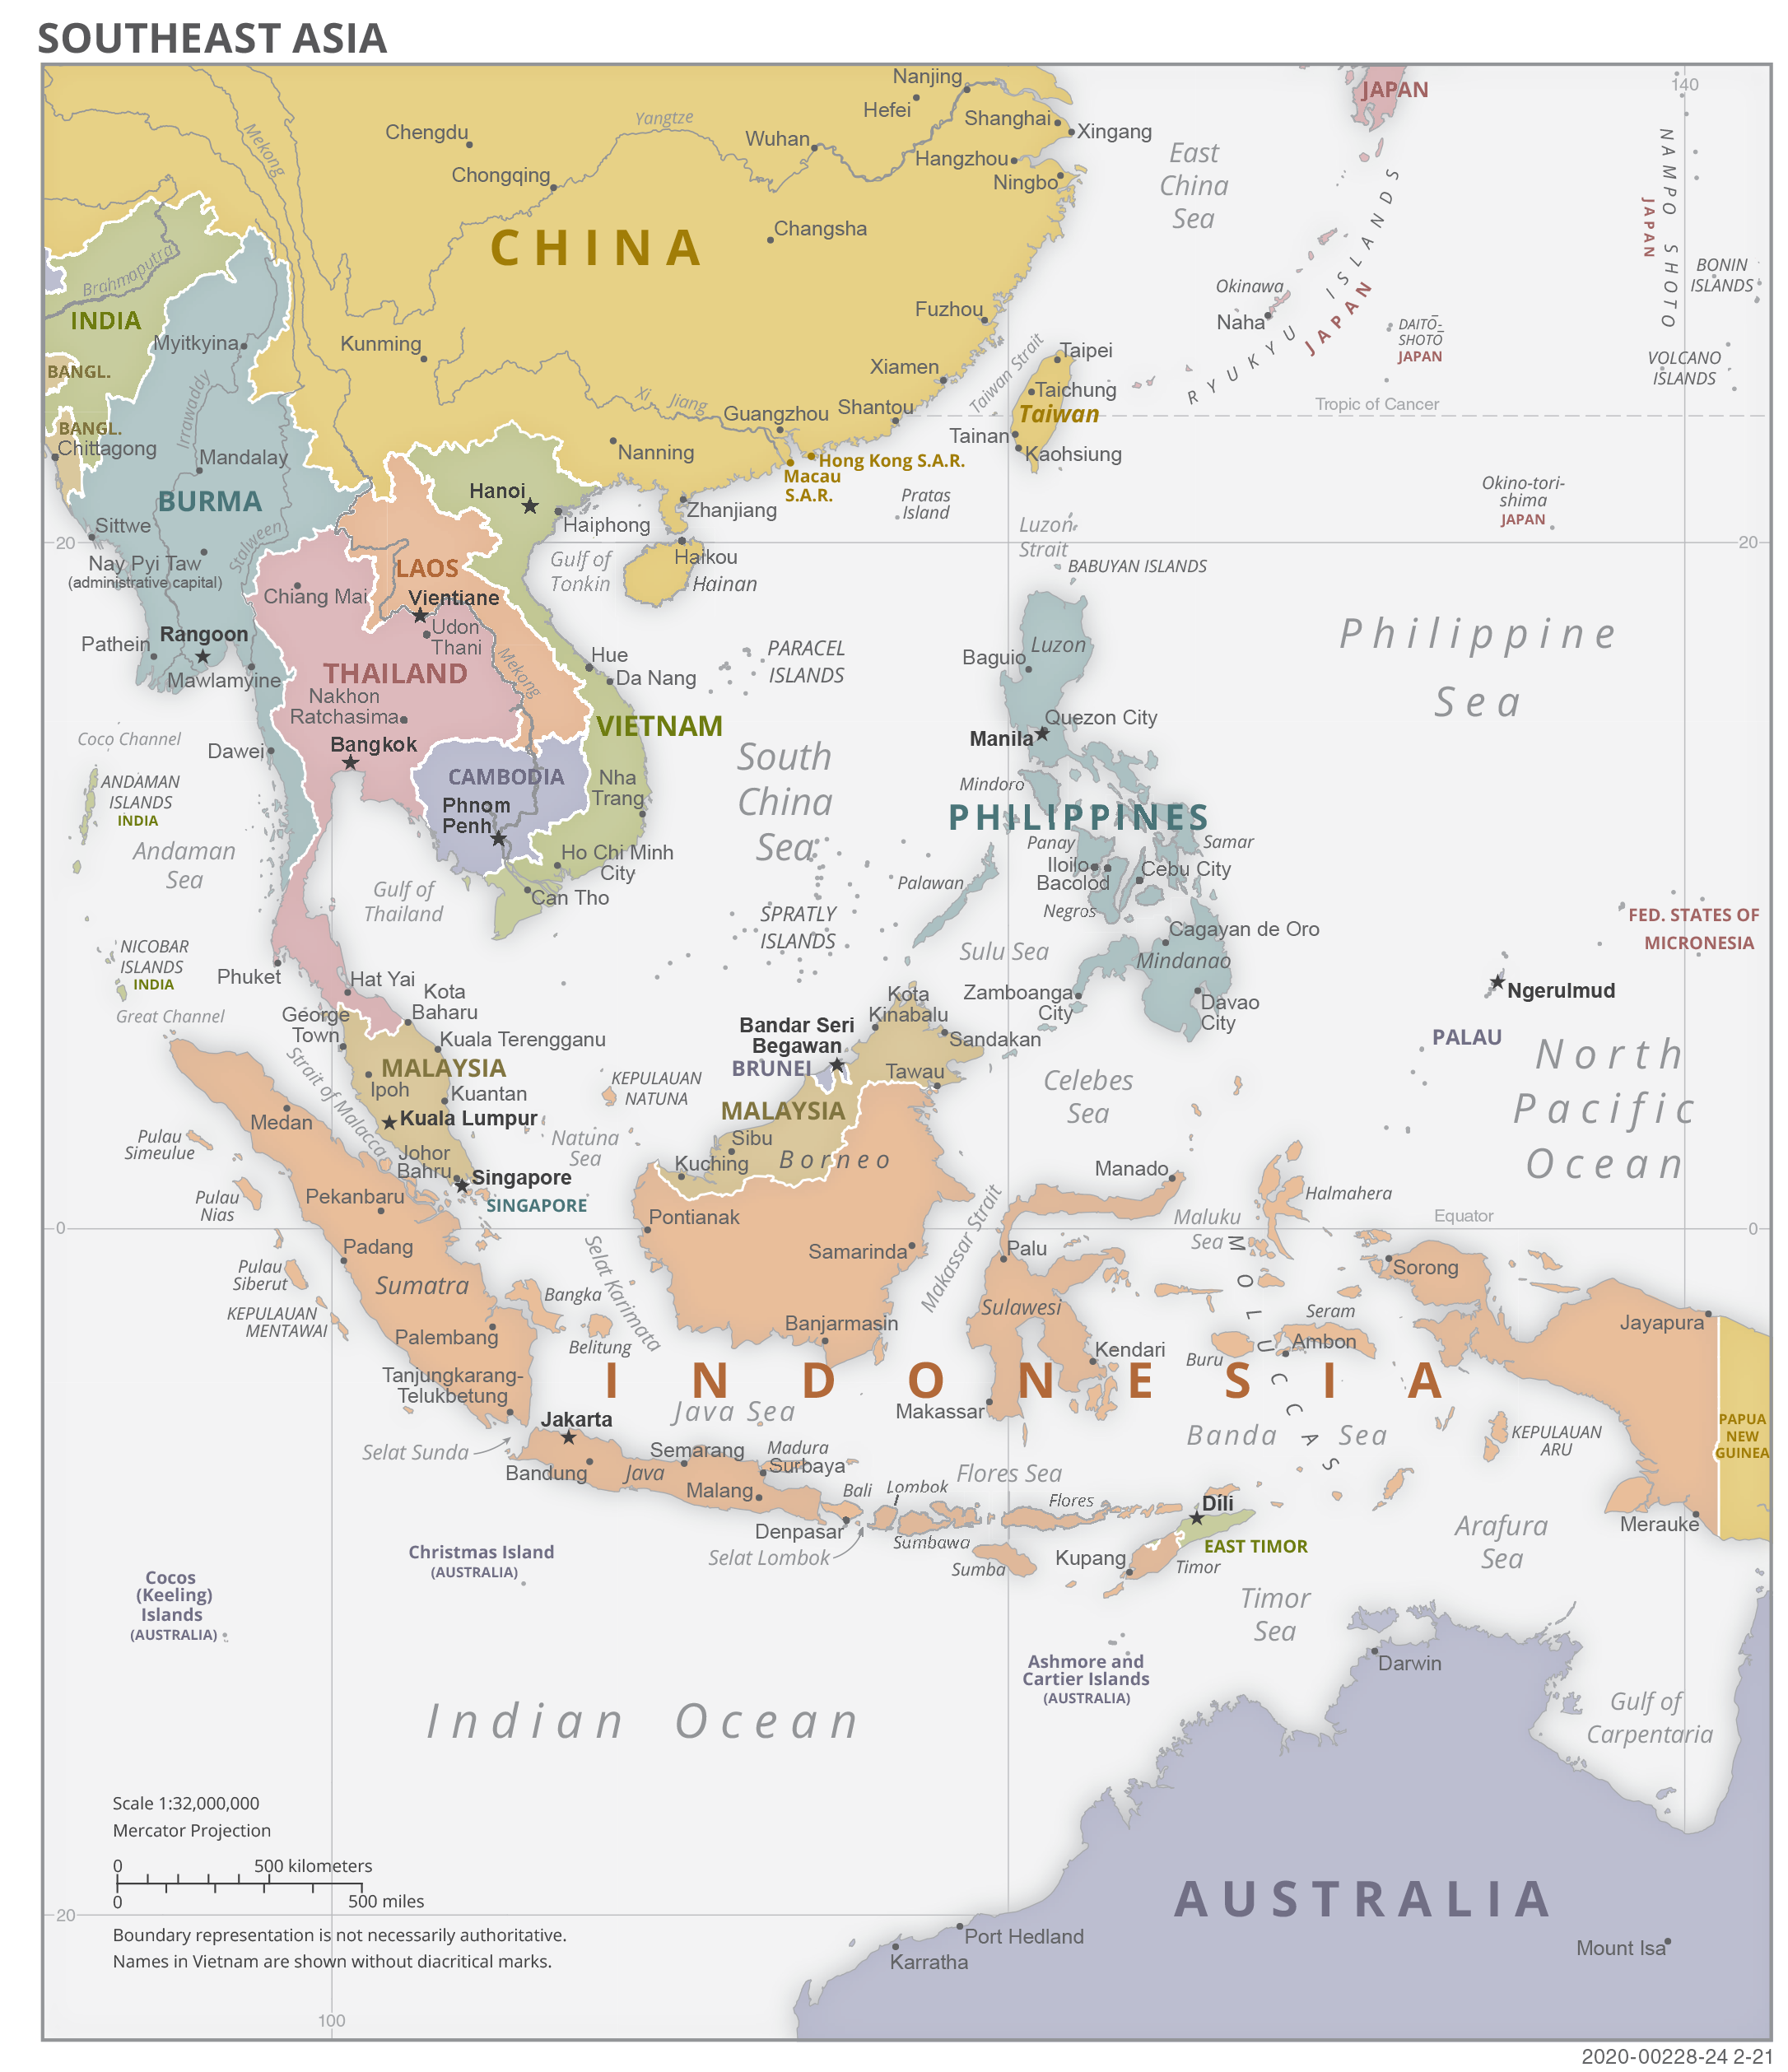 SOUTHEAST ASIA
140
JAPAN
Nanjing
Hefei
Shanghai
Xingang
Chengdu
Yangtze
Wuhan
Hangzhou
Ningbo
Chongqing
Mekong
East
China
Sea
NAMPO SHOTO
JAPAN
Changsha
CHINA
Brahmaputra
BONIN
ISLANDS
Okinawa
Naha
RYUKYU ISLANDS
JAPAN
DAITŌ-
SHOTŌ
JAPAN
INDIA
Fuzhou
Myitkyina
Kunming
Taiwan Strait
Taipei
VOLCANO
ISLANDS
BANGL.
Xiamen
Irrawaddy
Xi Jiang
Taichung
Guangzhou
Shantou
Taiwan
Tropic of Cancer
BANGL.
Chittagong
Tainan
Nanning
Kaohsiung
Mandalay
Hong Kong S.A.R.
Macau
S.A.R.
BURMA
Hanoi
Pratas
Island
Okino-tori-
shima
JAPAN
Zhanjiang
Haiphong
Sittwe
Stalween
Luzon
Strait
20
20
Nay Pyi Taw
(administrative capital)
Gulf of
Tonkin
Haikou
Hainan
LAOS
BABUYAN ISLANDS
Chiang Mai
Vientiane
Udon
Thani
Rangoon
Pathein
Luzon
Philippine
Sea
Baguio
Hue
Da Nang
PARACEL
ISLANDS
Mawlamyine
THAILAND
Mekong
Nakhon
Ratchasima
VIETNAM
Quezon City
Manila
Coco Channel
Dawei
Bangkok
South
China
Sea
CAMBODIA
Nha
Trang
Mindoro
ANDAMAN
ISLANDS
INDIA
Phnom
Penh
PHILIPPINES
Panay
Samar
Andaman
Sea
Ho Chi Minh
City
Iloilo
Bacolod
Cebu City
Gulf of
Thailand
Can Tho
Palawan
Negros
SPRATLY
ISLANDS
FED. STATES OF
MICRONESIA
Cagayan de Oro
Sulu Sea
Mindanao
NICOBAR
ISLANDS
INDIA
Phuket
Hat Yai
Ngerulmud
Kota
Baharu
Kota
Kinabalu
Zamboanga
City
Davao
City
Great Channel
George
Town
Bandar Seri
Begawan
Sandakan
PALAU
Kuala Terengganu
MALAYSIA
BRUNEI
Tawau
North
Pacific
Ocean
Strait of Malacca
Ipoh
Kuantan
KEPULAUAN
NATUNA
Celebes
Sea
MALAYSIA
Kuala Lumpur
Medan
Sibu
Natuna
Sea
Pulau
Simeulue
Johor
Bahru
Kuching
Borneo
Manado
Singapore
SINGAPORE
Pulau
Nias
Pekanbaru
Halmahera
Pontianak
Makassar Strait
Maluku
Sea
Equator
0
0
Selat Karimata
Padang
Samarinda
Palu
MOLUCCAS
Sorong
Pulau
Siberut
Sumatra
Bangka
KEPULAUAN
MENTAWAI
Sulawesi
Seram
Jayapura
Palembang
Belitung
Banjarmasin
Kendari
Buru
Ambon
INDONESIA
Tanjungkarang-
Telukbetung
Java Sea
Makassar
PAPUA
NEW
GUINEA
Jakarta
Banda Sea
KEPULAUAN
ARU
Selat Sunda
Semarang
Madura
Surbaya
Bandung
Java
Flores Sea
Malang
Bali
Lombok
Flores
Díli
Denpasar
Sumbawa
Selat Lombok
Sumba
Kupang
Timor
EAST TIMOR
Merauke
Arafura
Sea
Christmas Island
(AUSTRALIA)
Cocos
(Keeling)
Islands
(AUSTRALIA)
Timor
Sea
Ashmore and
Cartier Islands
(AUSTRALIA)
Darwin
Gulf of
Carpentaria
Indian Ocean
Scale 1:32,000,000
Mercator Projection
0 500 kilometers
0 500 miles
AUSTRALIA
20
Boundary representation is not necessarily authoritative.
Names in Vietnam are shown without diacritical marks.
Port Hedland
Karratha
Mount Isa
100
2020-00228-24 2-21